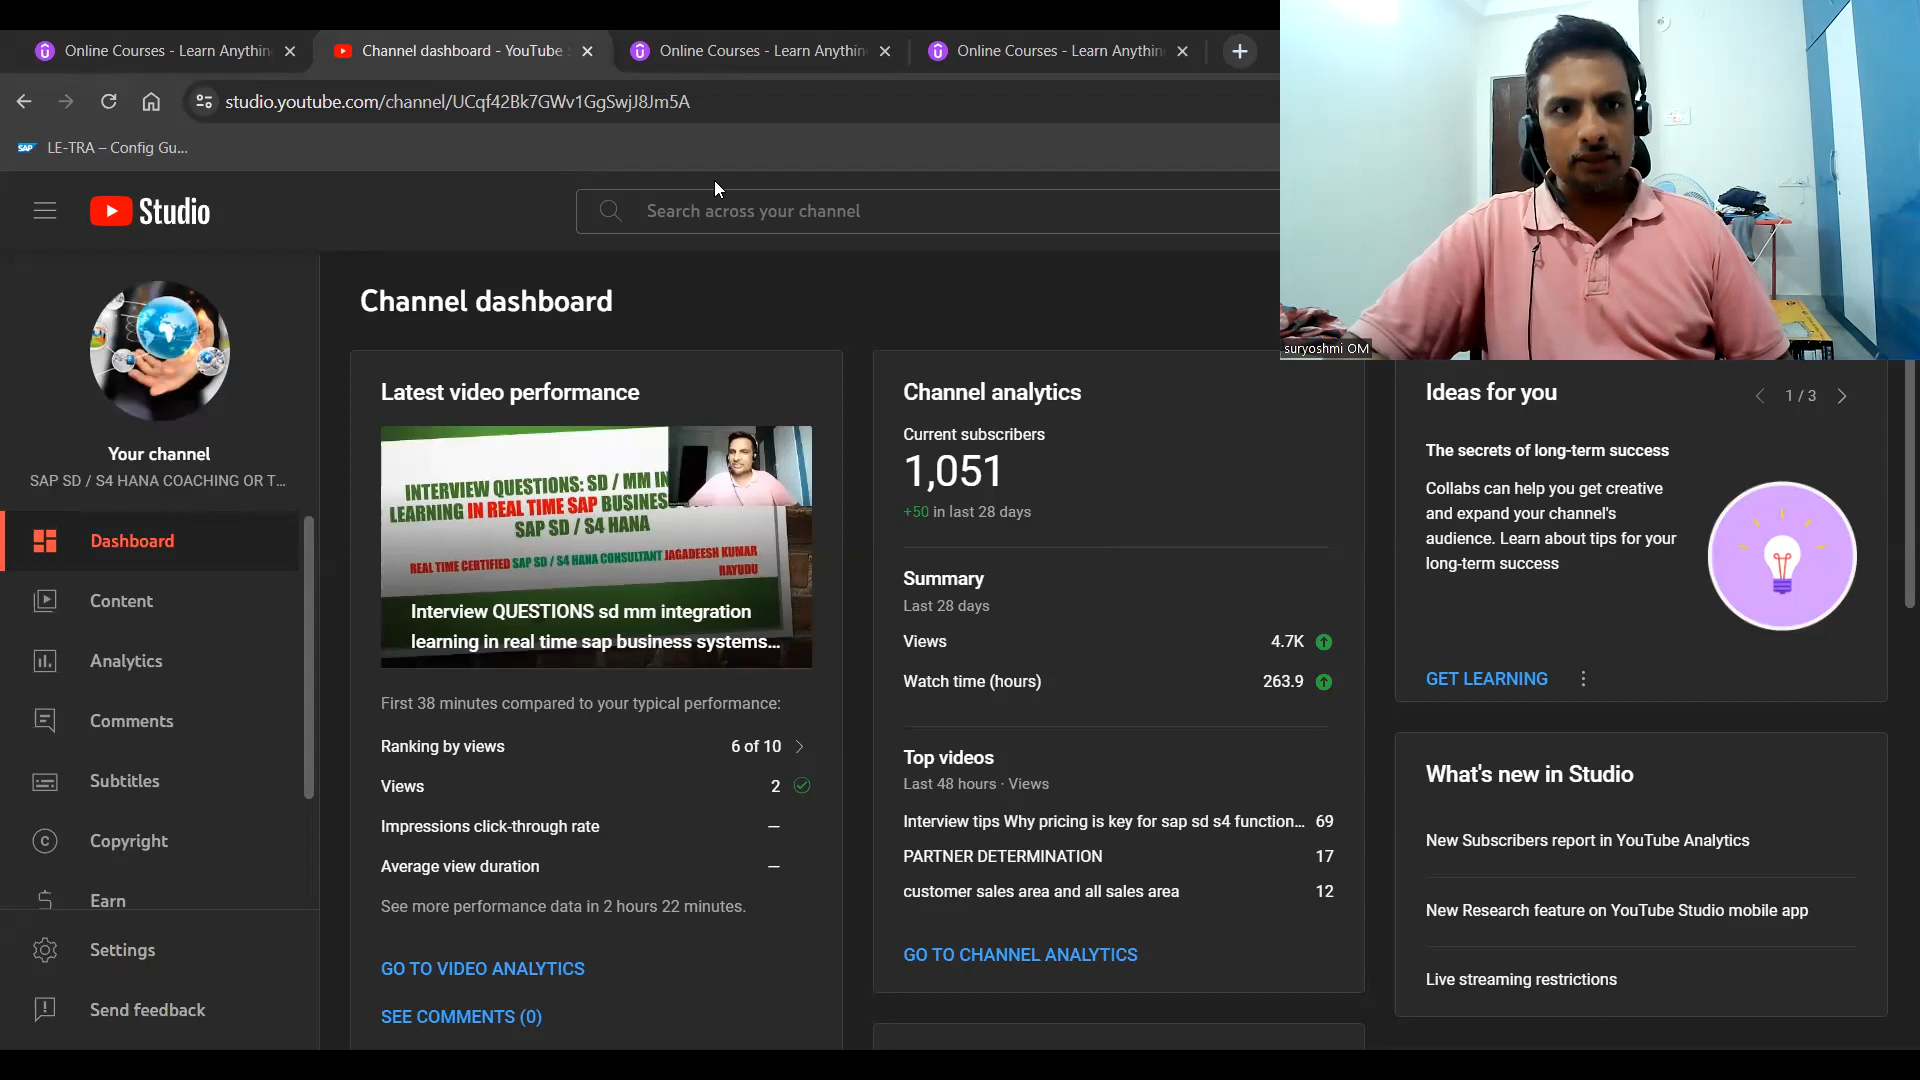 Online Courses - Learn Anythin
Channel dashboard - YouTube
Online Courses - Learn Anythin
Online Courses - Learn Anythin
studio.youtube.com/channel/UCqf42Bk7GWv1GgSwjJ8Jm5A
SAP LE-TRA – Config Gu...
Studio
Search across your channel
suryoshmi OM
Your channel
SAP SD / S4 HANA COACHING OR T...
Dashboard
Content
Analytics
Comments
Subtitles
Copyright
Earn
Settings
Send feedback
Channel dashboard
Latest video performance
INTERVIEW QUESTIONS: SD / MM IN
LEARNING IN REAL TIME SAP BUSINESS
SAP SD / S4 HANA
REAL TIME CERTIFIED SAP SD / S4 HANA CONSULTANT JAGADEESH KUMAR
RAYUDU
Interview QUESTIONS sd mm integration
learning in real time sap business systems...
First 38 minutes compared to your typical performance:
Ranking by views 6 of 10
Views 2
Impressions click-through rate —
Average view duration —
See more performance data in 2 hours 22 minutes.
GO TO VIDEO ANALYTICS
SEE COMMENTS (0)
Channel analytics
Current subscribers
1,051
+50 in last 28 days
Summary
Last 28 days
Views 4.7K
Watch time (hours) 263.9
Top videos
Last 48 hours · Views
Interview tips Why pricing is key for sap sd s4 function... 69
PARTNER DETERMINATION 17
customer sales area and all sales area 12
GO TO CHANNEL ANALYTICS
Ideas for you
1 / 3
The secrets of long-term success
Collabs can help you get creative
and expand your channel's
audience. Learn about tips for your
long-term success
GET LEARNING
What's new in Studio
New Subscribers report in YouTube Analytics
New Research feature on YouTube Studio mobile app
Live streaming restrictions